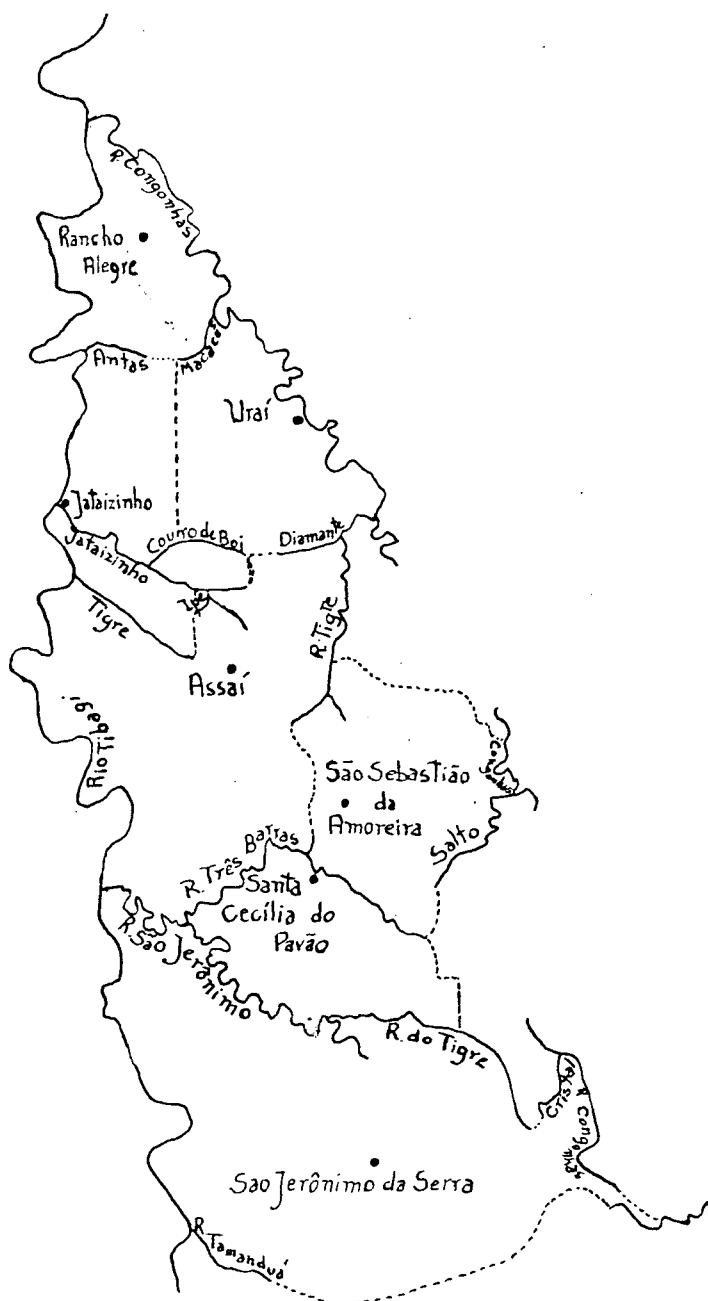 R. Congonhas
Rancho
Alegre
Antas
Macacos
Uraí
Jataizinho
Jataizinho
Couro de Boi
Diamante
Tigre
R. Tigre
Assaí
Rio Tibagi
São Sebastião
da
Amoreira
Congonhas
Salto
R. Três Barras
Santa
Cecília do
Pavão
R. São Jerônimo
R. do Tigre
Cristal
R. Congonhas
Sao Jerônimo da Serra
R. Tamanduá